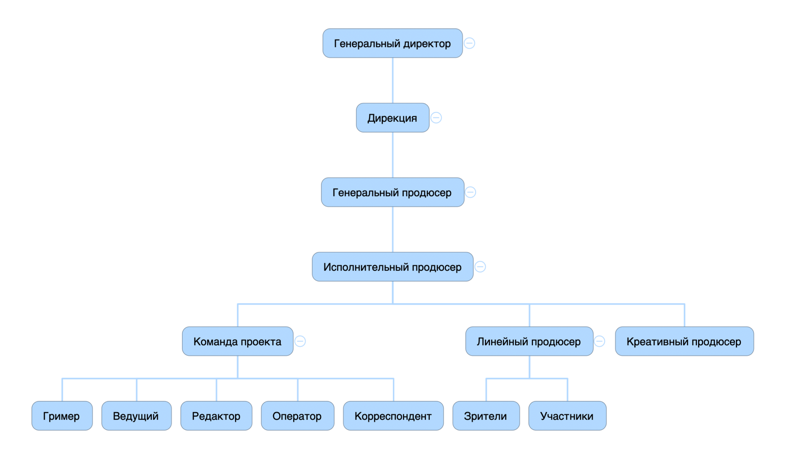 Генеральный директор
Дирекция
Генеральный продюсер
Исполнительный продюсер
Команда проекта
Линейный продюсер
Креативный продюсер
Гример
Ведущий
Редактор
Оператор
Корреспондент
Зрители
Участники